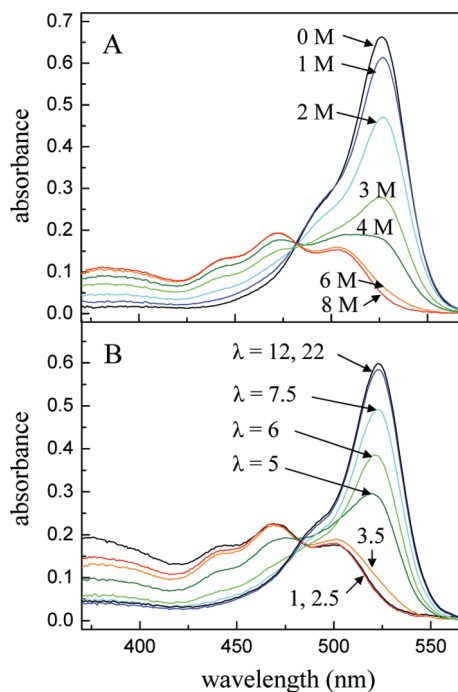 A
0.7
0.6
0.5
0.4
0.3
0.2
0.1
0.0
absorbance
0 M
1 M
2 M
3 M
4 M
6 M
8 M
B
0.6
0.5
0.4
0.3
0.2
0.1
0.0
absorbance
λ = 12, 22
λ = 7.5
λ = 6
λ = 5
3.5
1, 2.5
400
450
500
550
wavelength (nm)